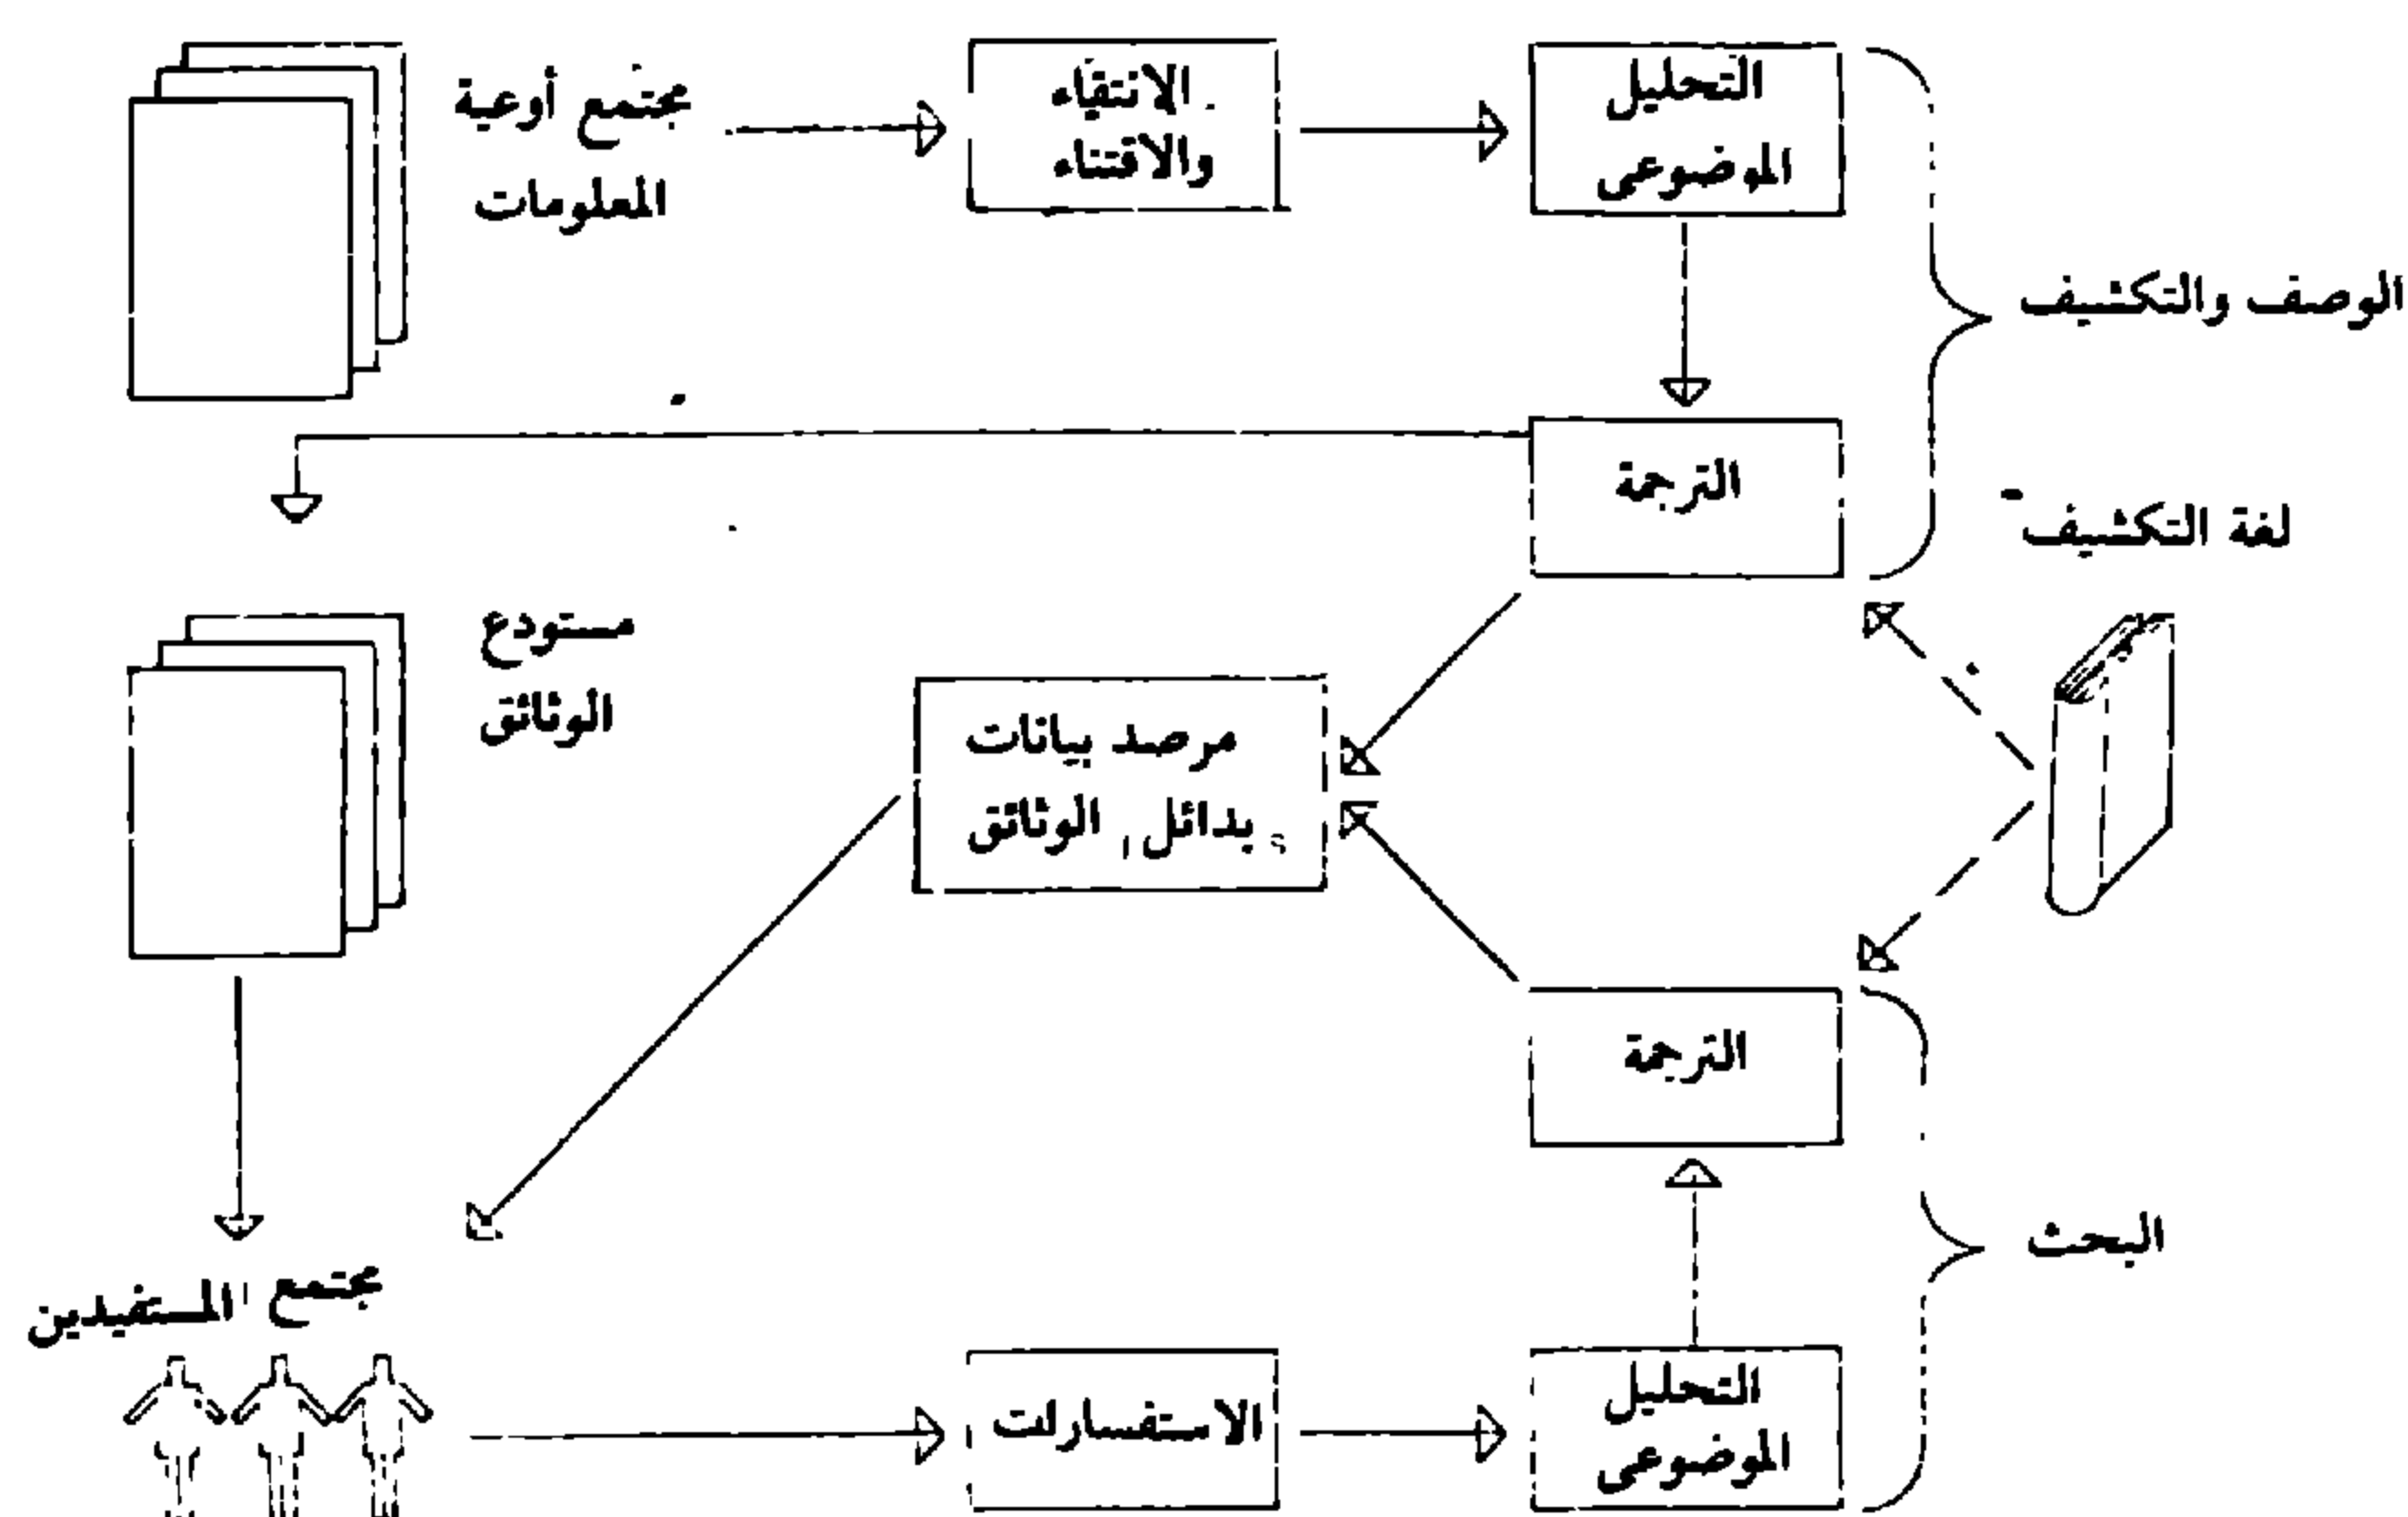 مجتمع أوعية
المعلومات
الانتقاء
والاقتناء
التحليل
الموضوعى
الوصف والتكشيف
الترجمة
لغة التكشيف
مستودع
الوثائق
مرصد بيانات
بدائل الوثائق
الترجمة
البحث
مجتمع المستفيدين
الاستفسارات
التحليل
الموضوعى